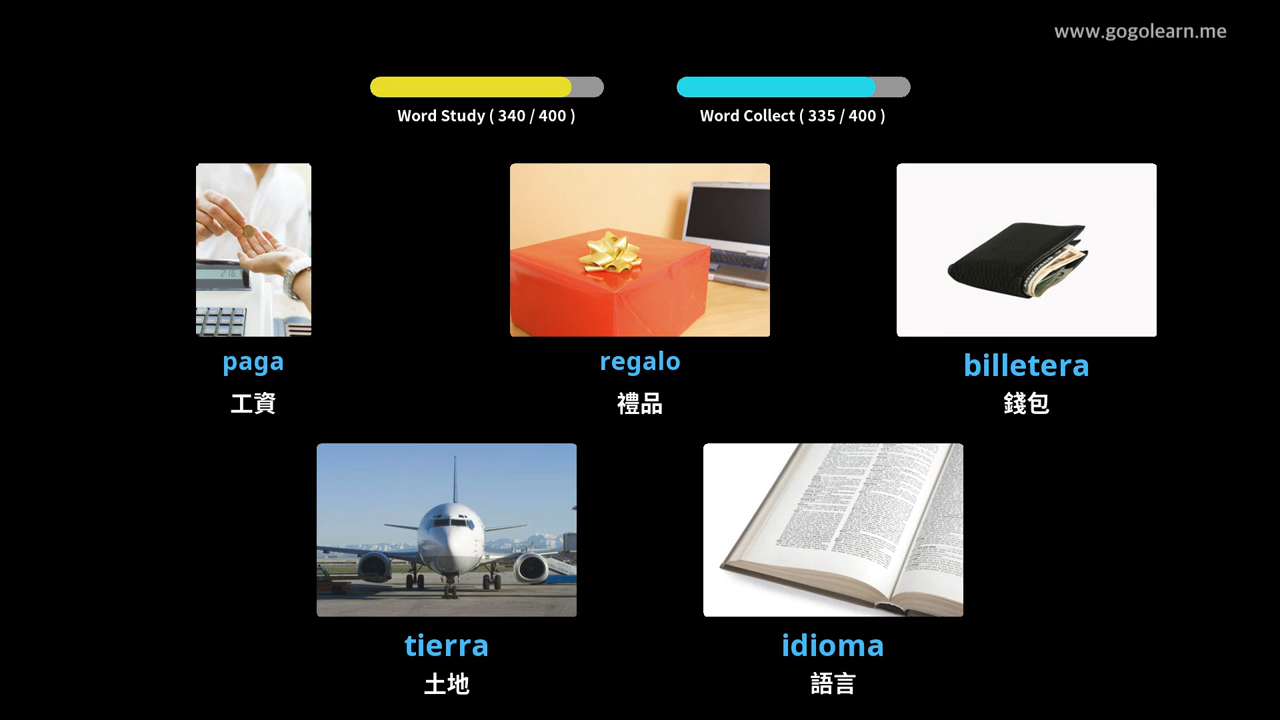 www.gogolearn.me
Word Study ( 340 / 400 )
Word Collect ( 335 / 400 )
paga
工資
regalo
禮品
billetera
錢包
tierra
土地
idioma
語言